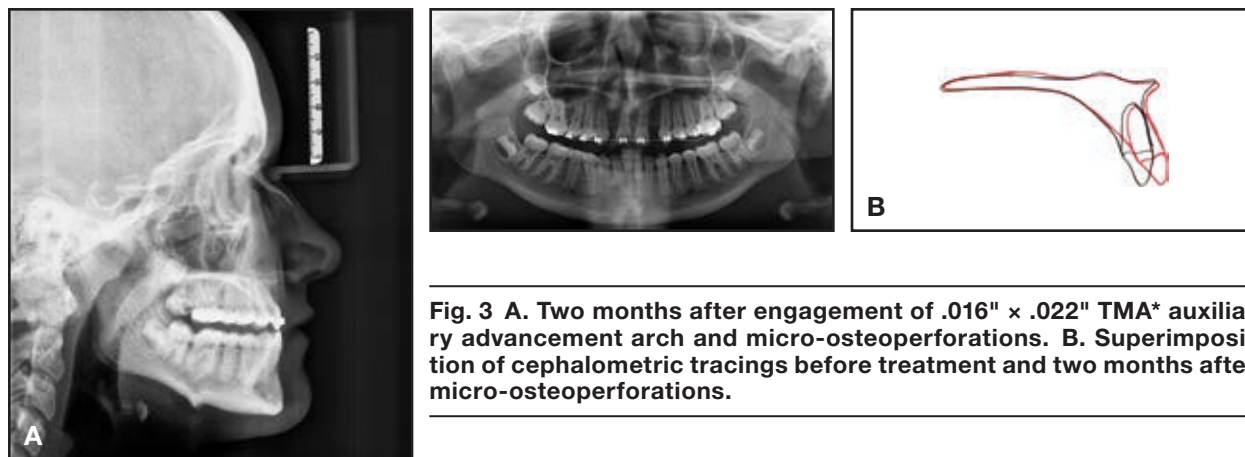 A
B
Fig. 3 A. Two months after engagement of .016" × .022" TMA* auxilia
ry advancement arch and micro-osteoperforations. B. Superimposi
tion of cephalometric tracings before treatment and two months afte
micro-osteoperforations.